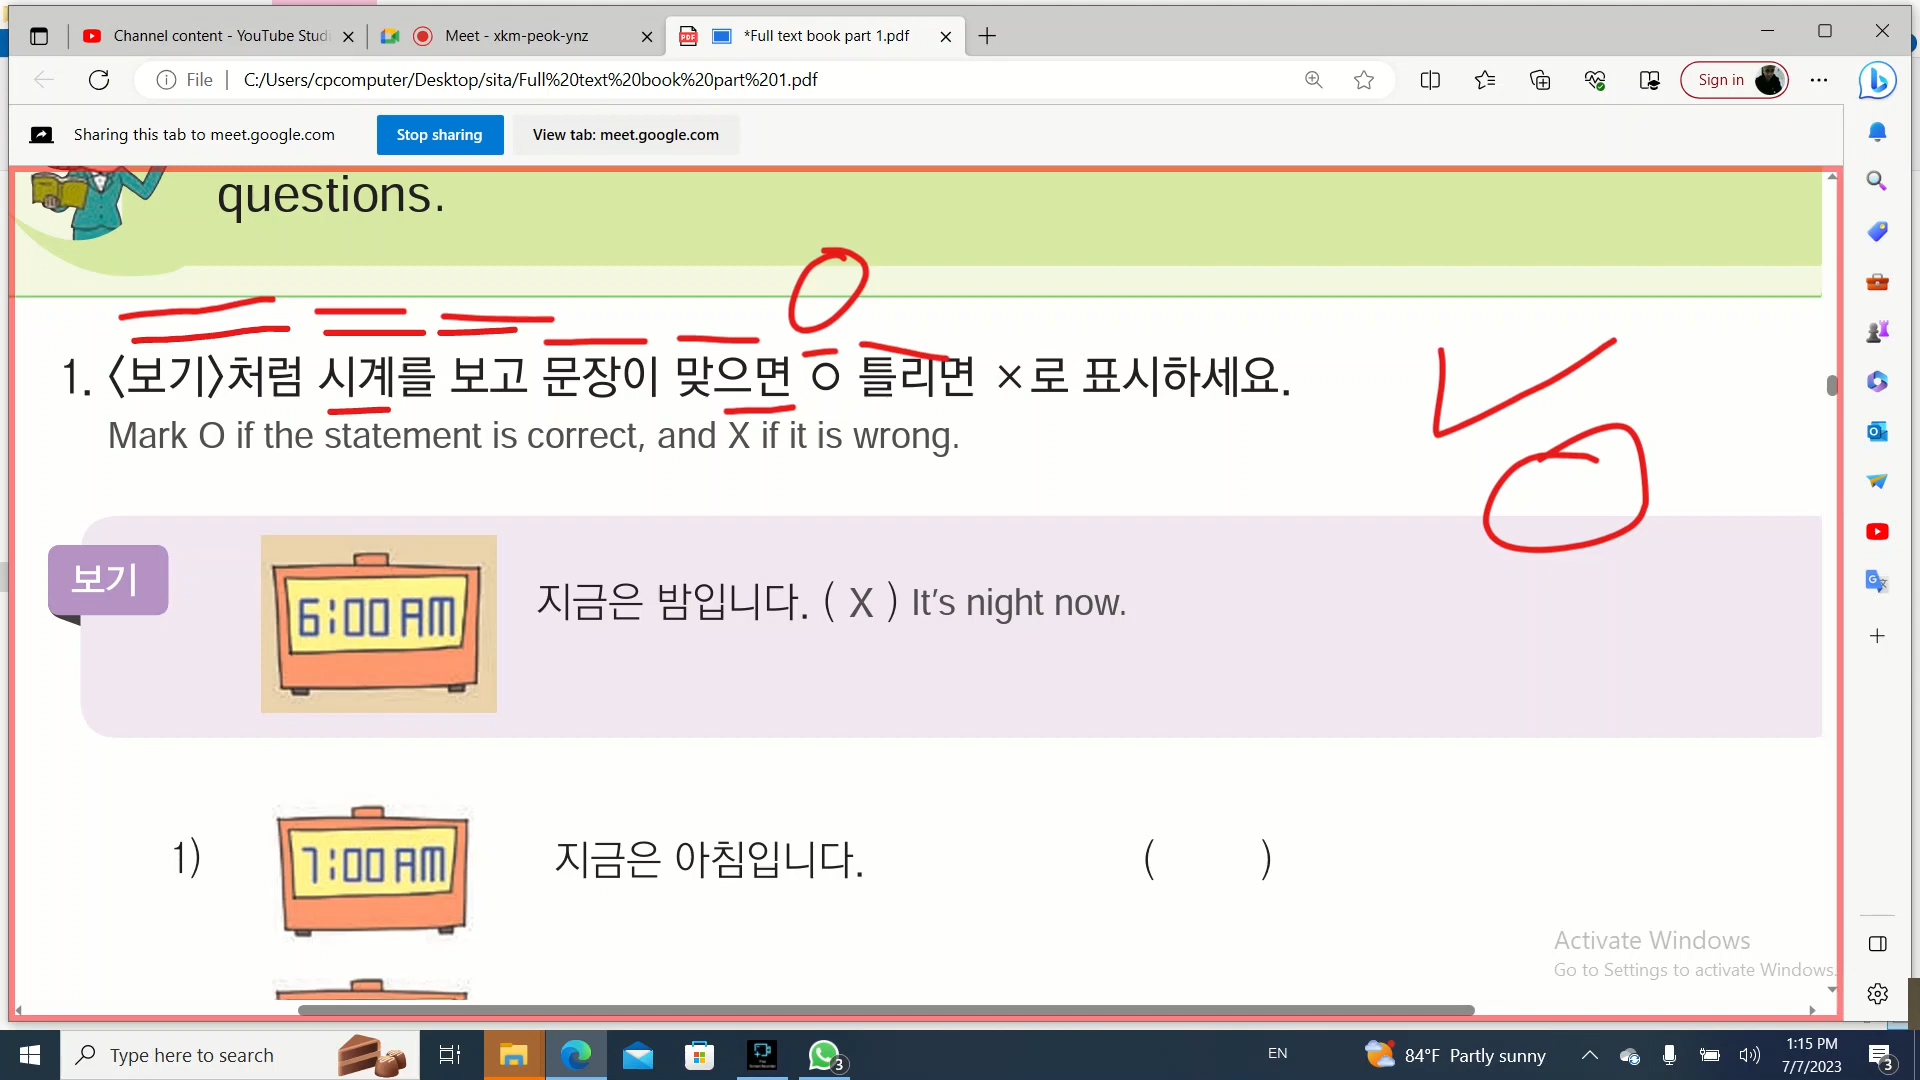 Channel content - YouTube Studi
Meet - xkm-peok-ynz
*Full text book part 1.pdf
File
C:/Users/cpcomputer/Desktop/sita/Full%20text%20book%20part%201.pdf
Sign in
Sharing this tab to meet.google.com
Stop sharing
View tab: meet.google.com
questions.
1. <보기>처럼 시계를 보고 문장이 맞으면 ㅇ 틀리면 ×로 표시하세요.
Mark O if the statement is correct, and X if it is wrong.
보기
6:00 AM
지금은 밤입니다. ( X ) It's night now.
1)
7:00 AM
지금은 아침입니다. ( )
Activate Windows
Go to Settings to activate Windows.
Type here to search
3
EN
84°F Partly sunny
1:15 PM
7/7/2023
3